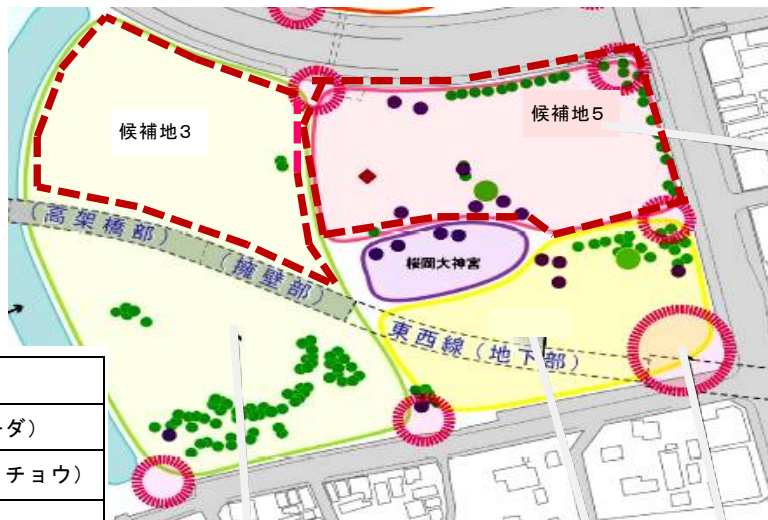 候補地3
候補地5
(高架橋部)
(擁壁部)
桜岡大神宮
東西線(地下部)
ダ)
チョウ)